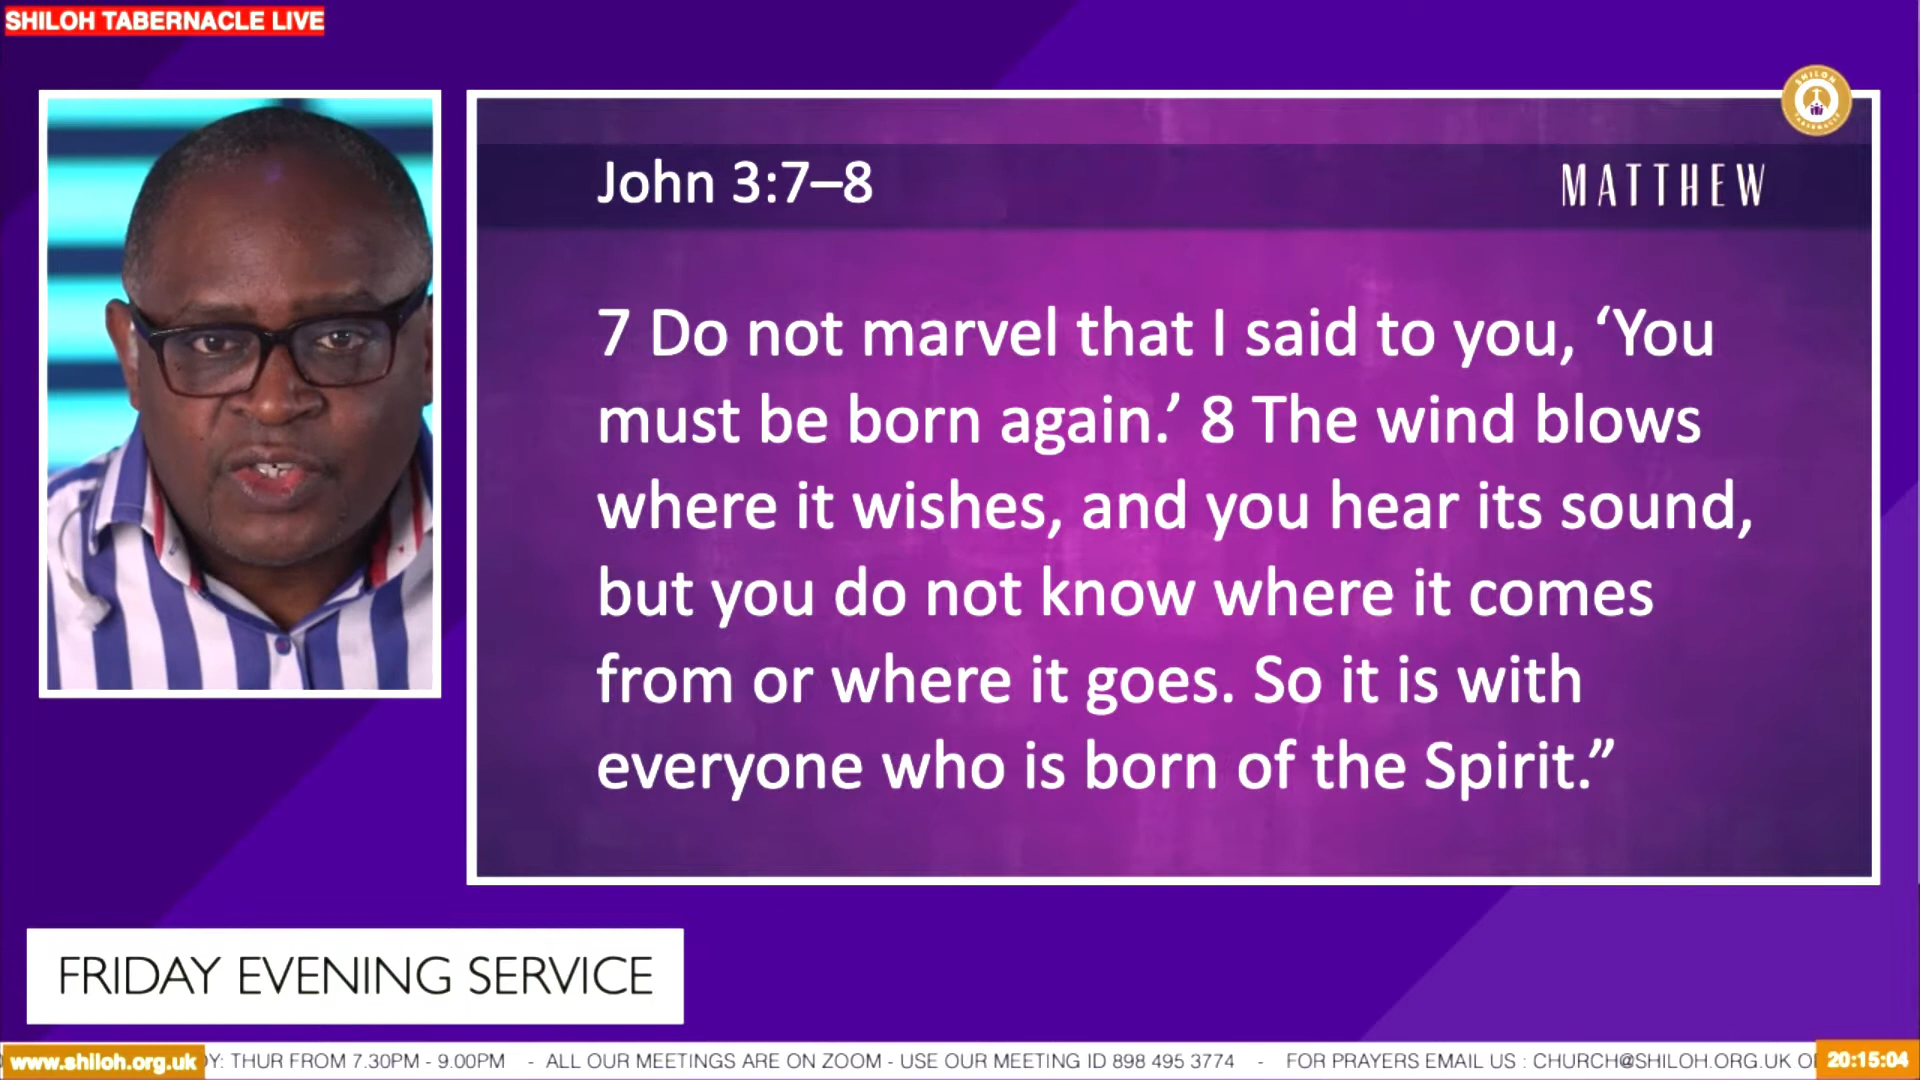 SHILOH TABERNACLE LIVE
SHILOH
TABERNACLE
John 3:7–8
MATTHEW
7 Do not marvel that I said to you, ‘You
must be born again.’ 8 The wind blows
where it wishes, and you hear its sound,
but you do not know where it comes
from or where it goes. So it is with
everyone who is born of the Spirit.”
FRIDAY EVENING SERVICE
www.shiloh.org.uk
Y: THUR FROM 7.30PM - 9.00PM - ALL OUR MEETINGS ARE ON ZOOM - USE OUR MEETING ID 898 495 3774 - FOR PRAYERS EMAIL US : CHURCH@SHILOH.ORG.UK
20:15:04